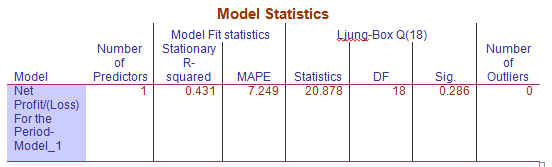 Model Statistics
Model Fit statistics Ljung-Box Q(18)
Model Number of Predictors Stationary R-squared MAPE Statistics DF Sig. Number of Outliers
Net Profit/(Loss) For the Period-Model_1 1 0.431 7.249 20.878 18 0.286 0